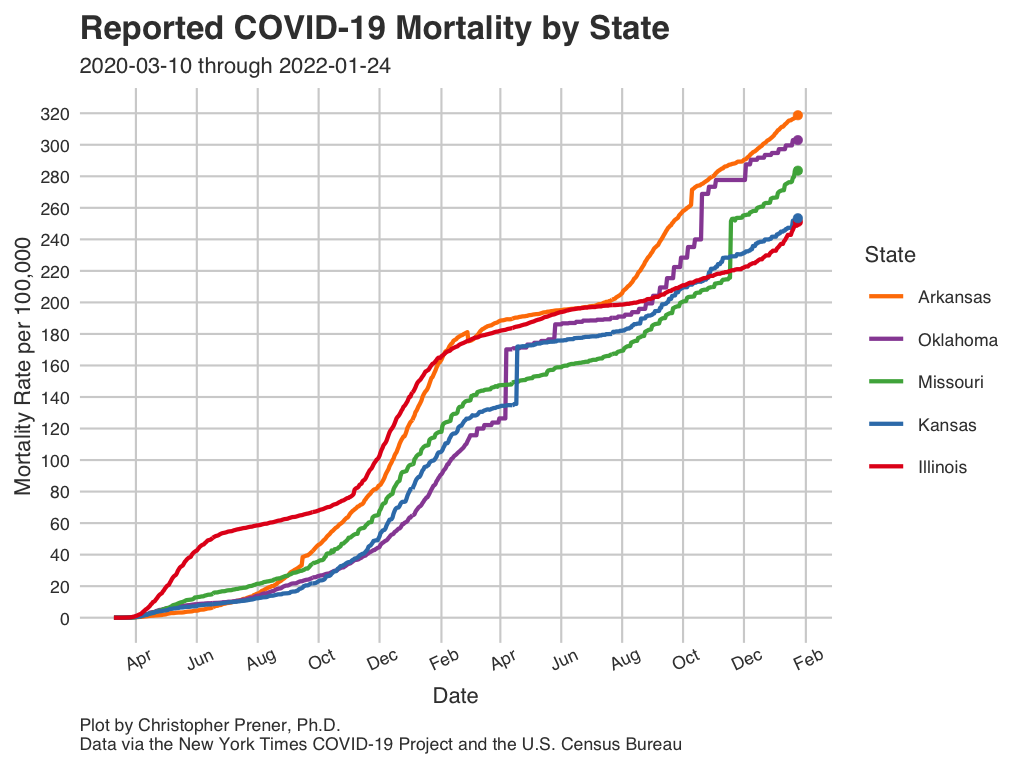 Reported COVID-19 Mortality by State
2020-03-10 through 2022-01-24
Mortality Rate per 100,000
320
300
280
260
240
220
200
180
160
140
120
100
80
60
40
20
0
Apr Jun Aug Oct Dec Feb Apr Jun Aug Oct Dec Feb
Date
State
Arkansas
Oklahoma
Missouri
Kansas
Illinois
Plot by Christopher Prener, Ph.D.
Data via the New York Times COVID-19 Project and the U.S. Census Bureau